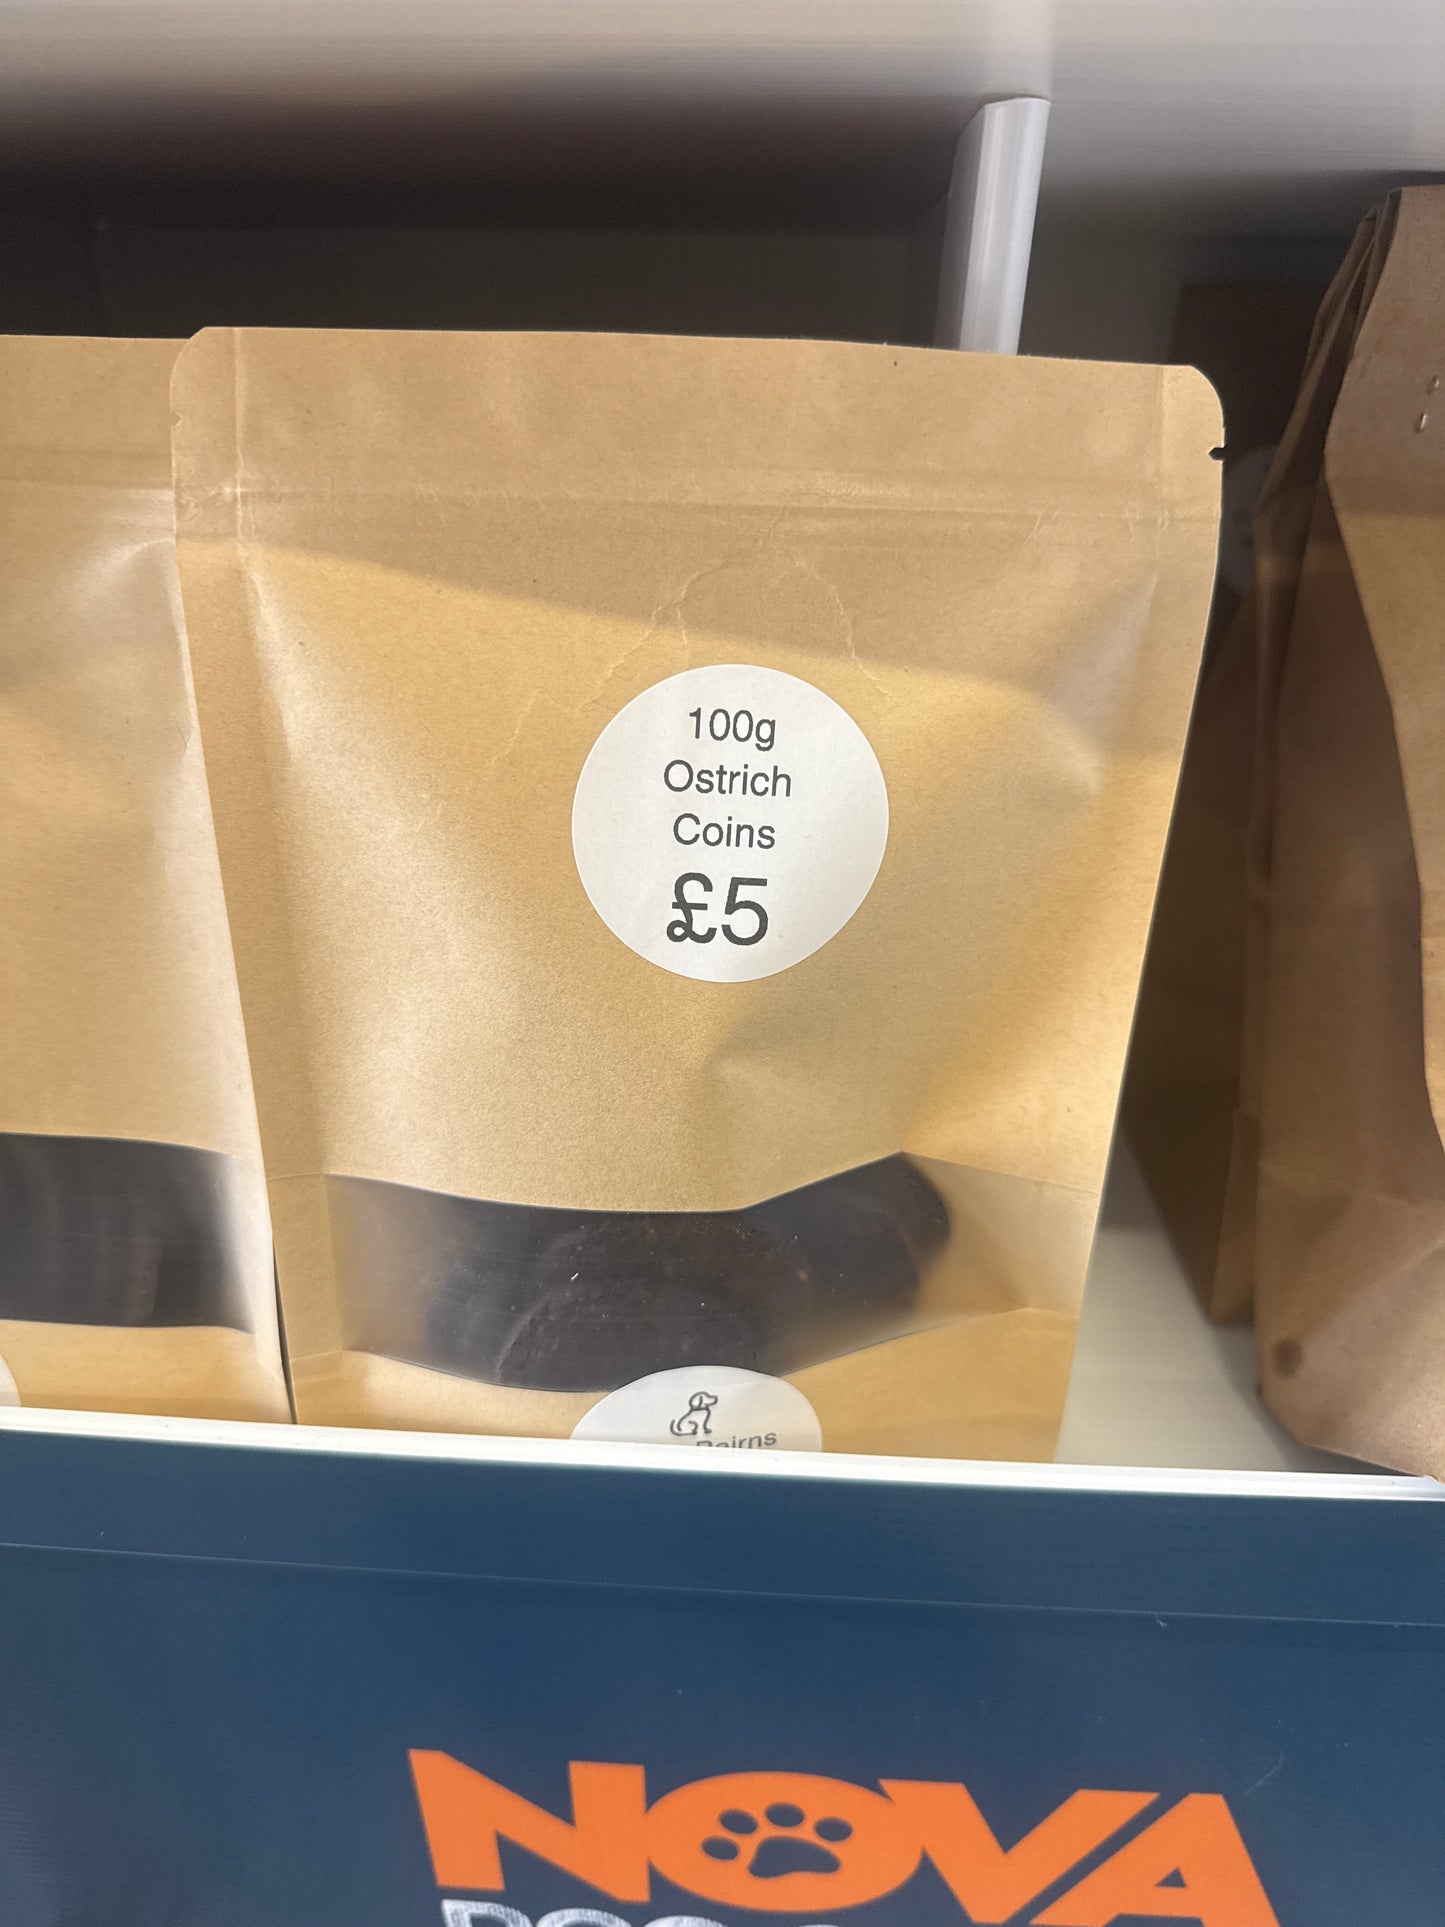 100g
Ostrich
Coins
£5
Bairns
NOVA